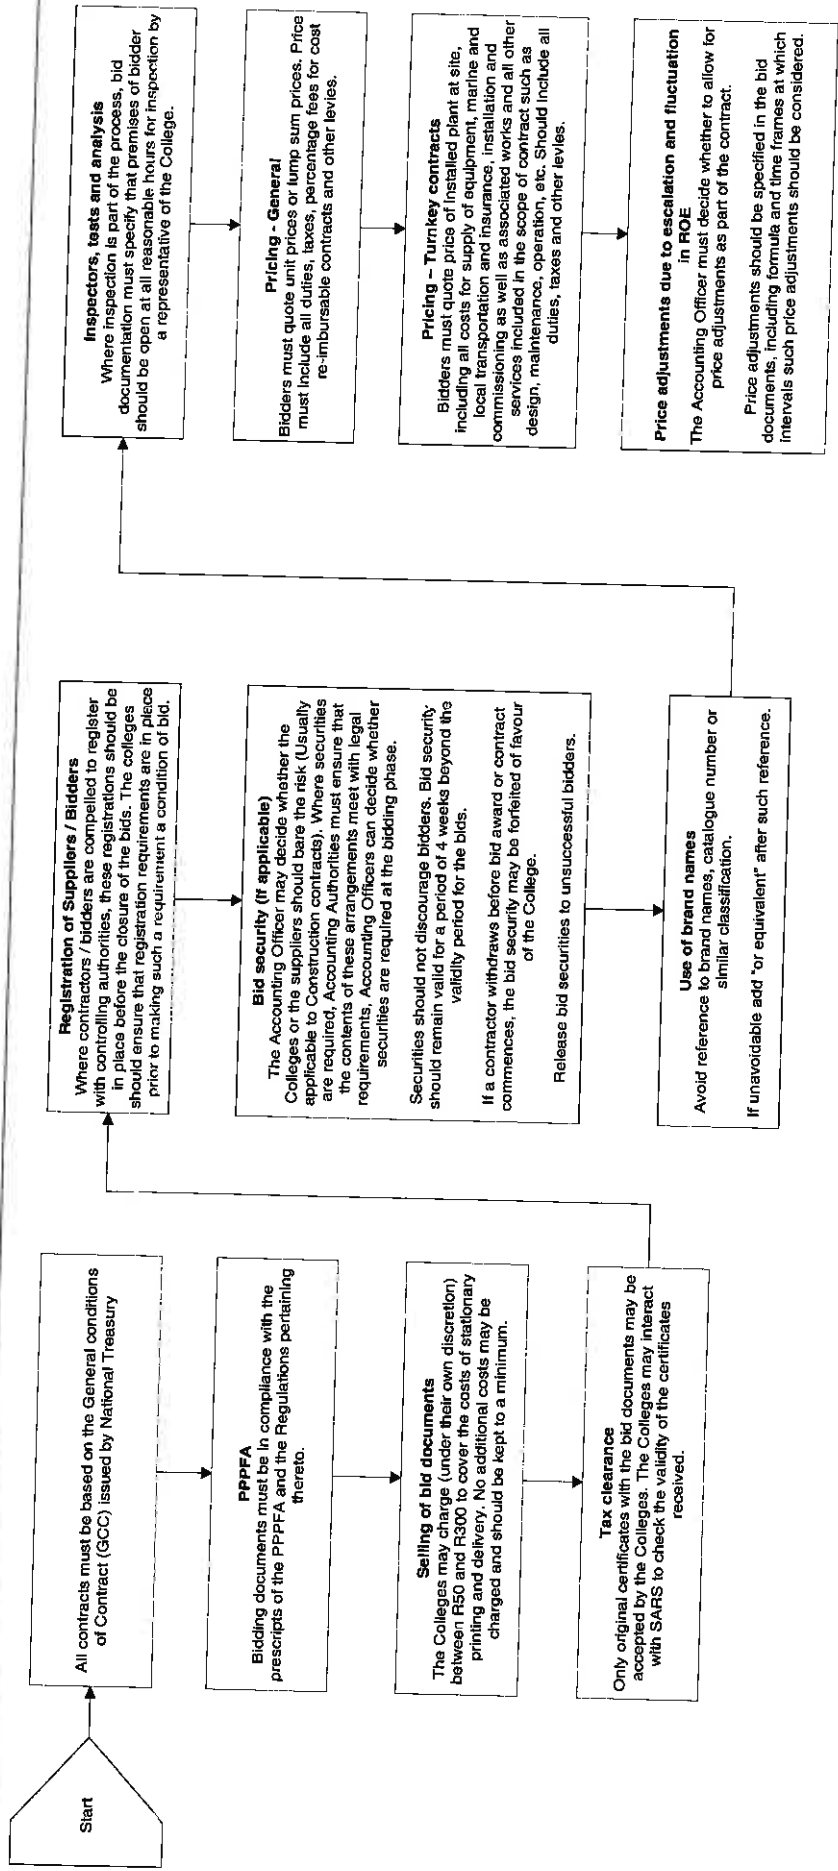 Start
All contracts must be based on the General conditions
of Contract (GCC) issued by National Treasury
PPPFA
Bidding documents must be in compliance with the
prescripts of the PPPFA and the Regulations pertaining
thereto.
Selling of bid documents
The Colleges may charge (under their own discretion)
between R50 and R300 to cover the costs of stationary
printing and delivery. No additional costs may be
charged and should be kept to a minimum.
Tax clearance
Only original certificates with the bid documents may be
accepted by the Colleges. The Colleges may interact
with SARS to check the validity of the certificates
received.
Registration of Suppliers / Bidders
Where contractors / bidders are compelled to register
with controlling authorities, these registrations should be
in place before the closure of the bids. The colleges
should ensure that registration requirements are in place
prior to making such a requirement a condition of bid.
Bid security (if applicable)
The Accounting Officer may decide whether the
Colleges or the suppliers should bare the risk (Usually
applicable to Construction contracts). Where securities
are required, Accounting Authorities must ensure that
the contents of these arrangements meet with legal
requirements, Accounting Officers can decide whether
securities are required at the bidding phase.
Securities should not discourage bidders. Bid security
should remain valid for a period of 4 weeks beyond the
validity period for the bids.
If a contractor withdraws before bid award or contract
commences, the bid security may be forfeited of favour
of the College.
Release bid securities to unsuccessful bidders.
Use of brand names
Avoid reference to brand names, catalogue number or
similar classification.
If unavoidable add "or equivalent" after such reference.
Inspectors, tests and analysis
Where inspection is part of the process, bid
documentation must specify that premises of bidder
should be open at all reasonable hours for inspection by
a representative of the College.
Pricing - General
Bidders must quote unit prices or lump sum prices. Price
must include all duties, taxes, percentage fees for cost
re-imbursable contracts and other levies.
Pricing – Turnkey contracts
Bidders must quote price of installed plant at site,
including all costs for supply of equipment, marine and
local transportation and insurance, installation and
commissioning as well as associated works and all other
services included in the scope of contract such as
design, maintenance, operation, etc. Should include all
duties, taxes and other levies.
Price adjustments due to escalation and fluctuation
in ROE
The Accounting Officer must decide whether to allow for
price adjustments as part of the contract.
Price adjustments should be specified in the bid
documents, including formula and time frames at which
intervals such price adjustments should be considered.